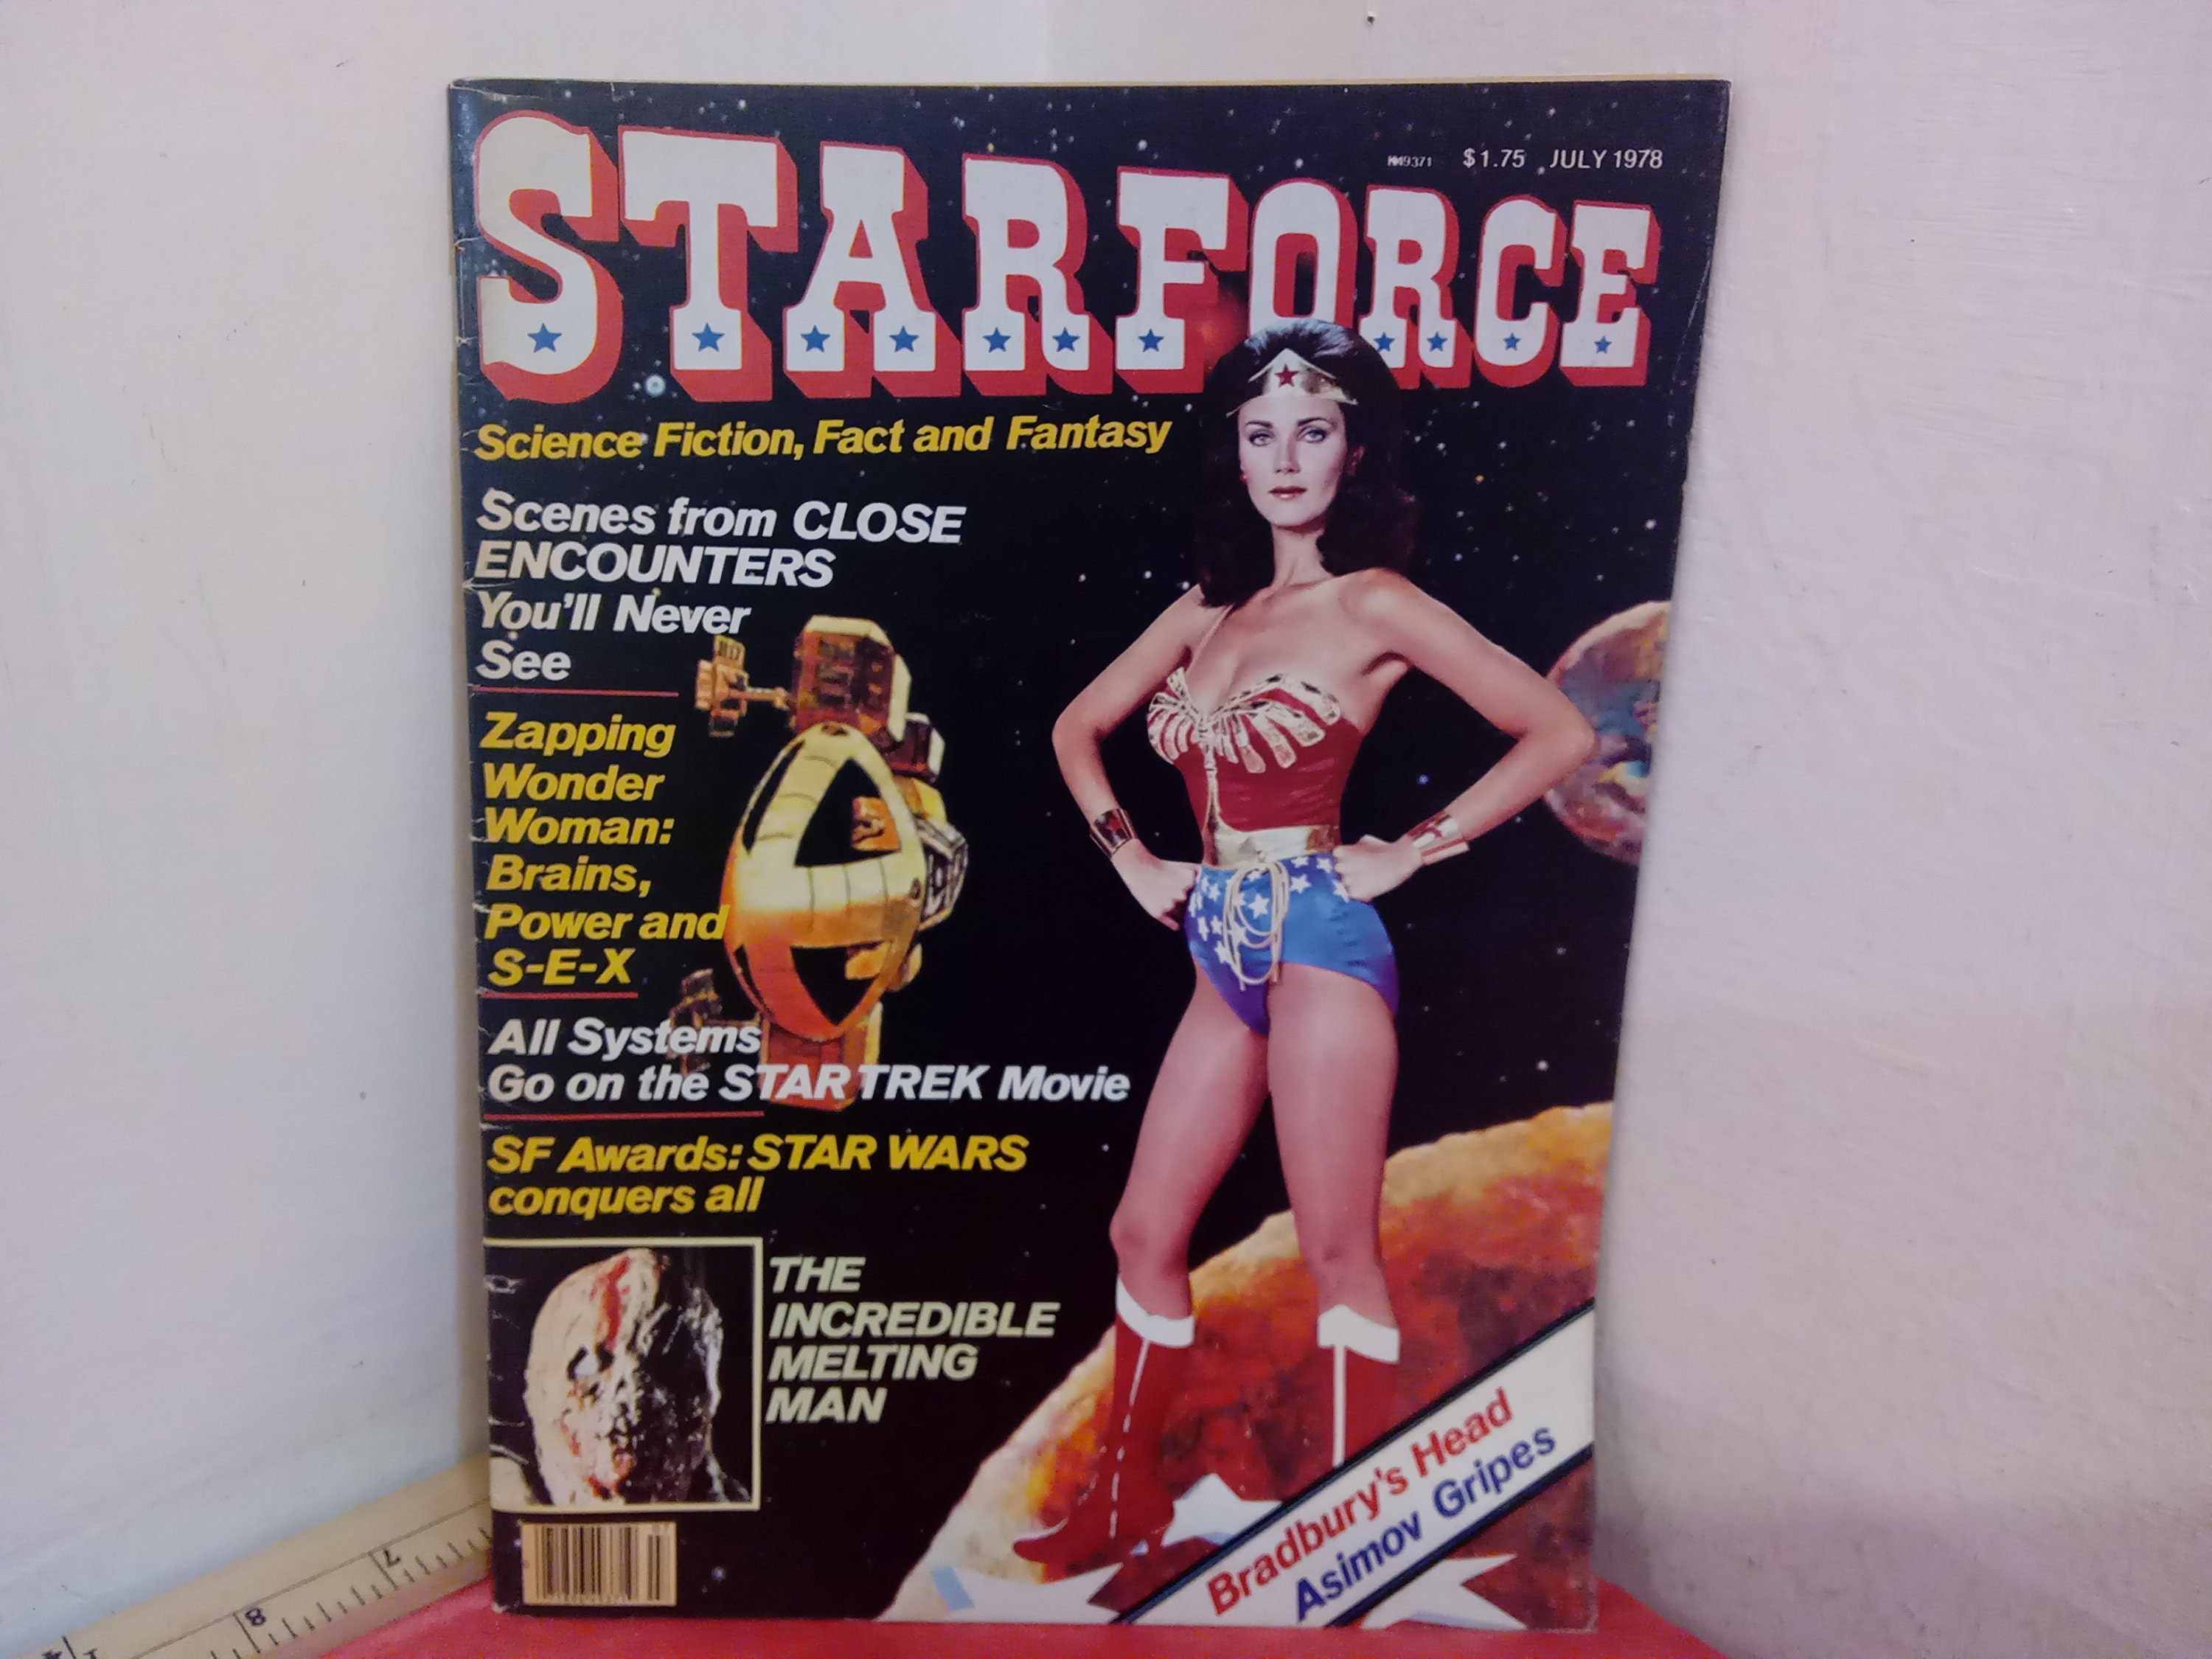 STARFORCE
$1.75 JULY 1978
Science Fiction, Fact and Fantasy
Scenes from CLOSE
ENCOUNTERS
You'll Never
See
Zapping
Wonder
Woman:
Brains,
Power and
S-E-X
All Systems
Go on the STAR TREK Movie
SF Awards: STAR WARS
conquers all
THE
INCREDIBLE
MELTING
MAN
Bradbury's Head
Asimov Gripes
7
8